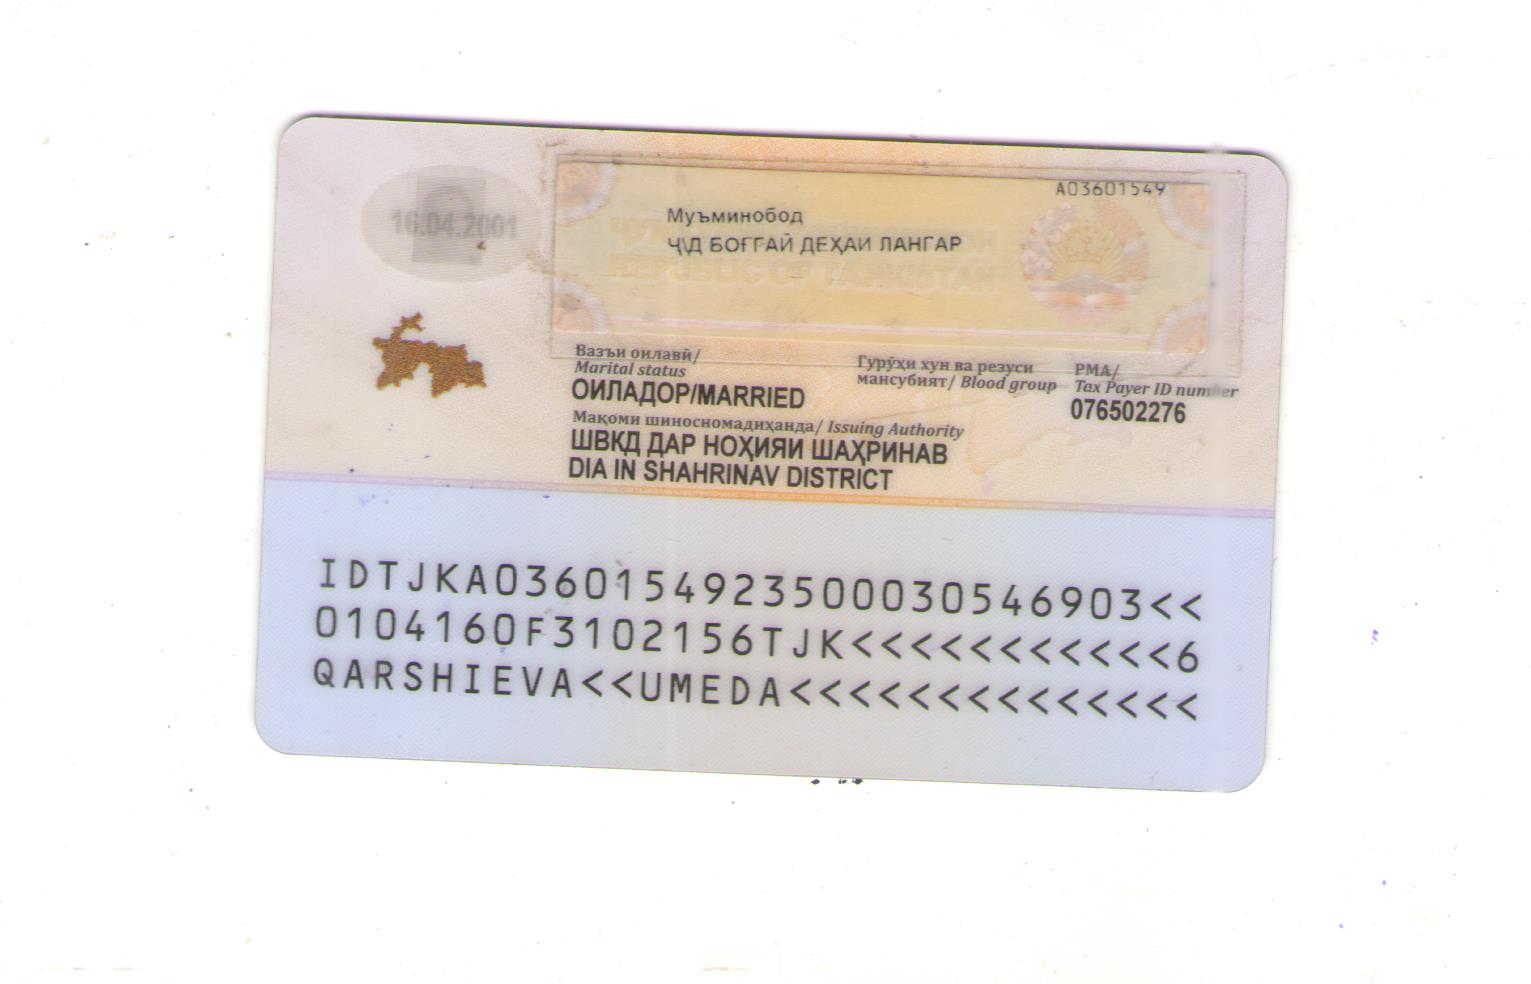 A03601549
16.04.2001
Муъминобод
Ҷ\Д БОҒГАЙ ДЕҲАИ ЛАНГАР
REPUBLIC OF TAJIKISTAN
Вазъи оилавӣ/
Marital status
ОИЛАДОР/MARRIED
Гурӯҳи хун ва резуси
мансубият/ Blood group
РМА/
Tax Payer ID number
076502276
Мақоми шиносномадиҳанда/ Issuing Authority
ШВКД ДАР НОҲИЯИ ШАҲРИНАВ
DIA IN SHAHRINAV DISTRICT
IDTJKA0360154923500030546903<<
0104160F3102156TJK<<<<<<<<<<<6
QARSHIEVA<<UMEDA<<<<<<<<<<<<<<